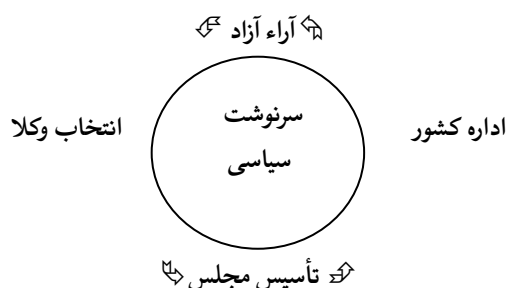 آراء آزاد
سرنوشت
سیاسی
اداره کشور
انتخاب وکلا
تأسیس مجلس